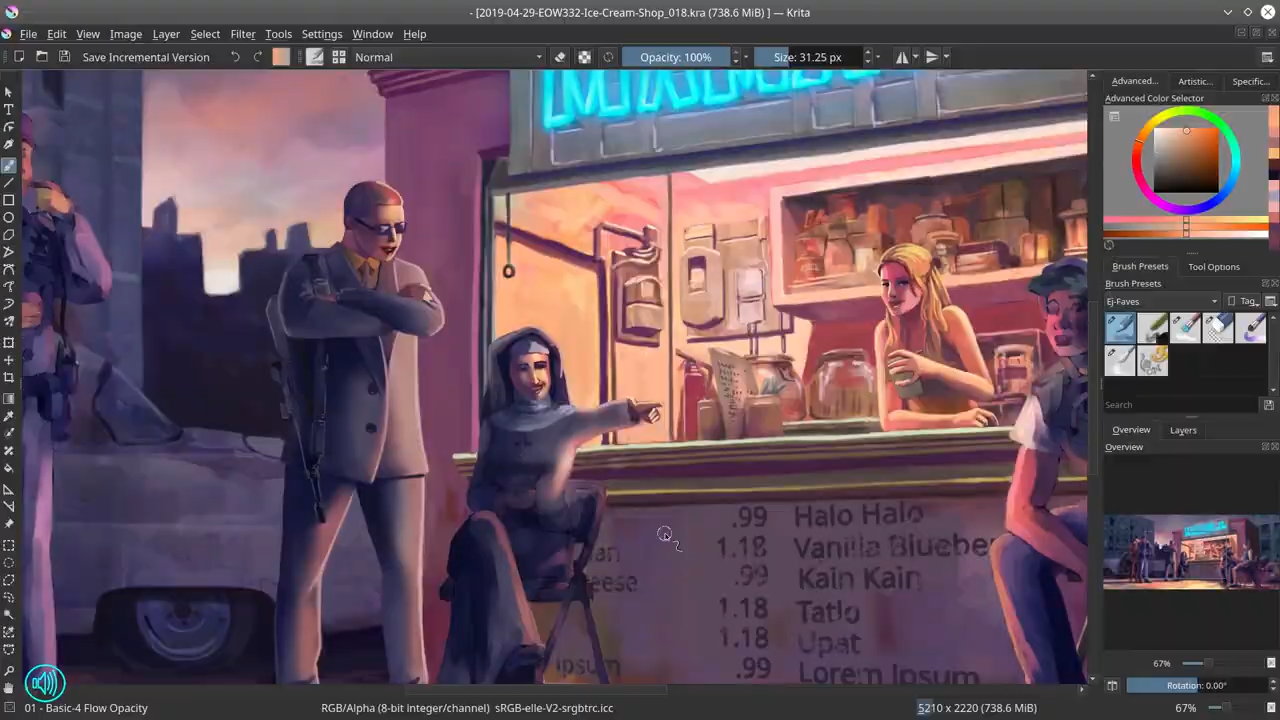 - [2019-04-29-EOW332-Ice-Cream-Shop_018.kra (738.6 MiB) ] — Krita
File Edit View Image Layer Select Filter Tools Settings Window Help
Save Incremental Version Normal Opacity: 100% Size: 31.25 px
Advanced... Artistic... Specific...
Advanced Color Selector
Brush Presets Tool Options
Brush Presets
Ej-Faves Tag
Search
Overview Layers
Overview
.99 Halo Halo
1.18 Vanilla Blueber
.99 Kain Kain
eese
1.18 Tatlo
1.18 Upat
ipsum .99 Lorem Ipsum
67%
Rotation: 0.00°
01 - Basic-4 Flow Opacity RGB/Alpha (8-bit integer/channel) sRGB-elle-V2-srgbtrc.icc 5210 x 2220 (738.6 MiB) 67%